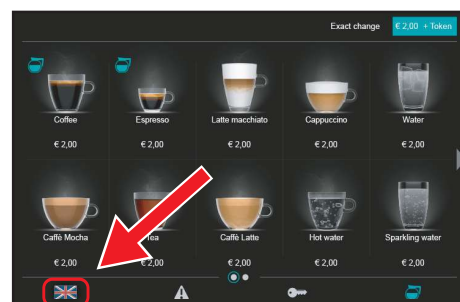 Exact change € 2,00 + Token
Coffee Espresso Latte macchiato Cappuccino Water
€ 2,00 € 2,00 € 2,00 € 2,00 € 2,00
Caffè Mocha Tea Caffè Latte Hot water Sparkling water
€ 2,00 € 2,00 € 2,00 € 2,00 € 2,00